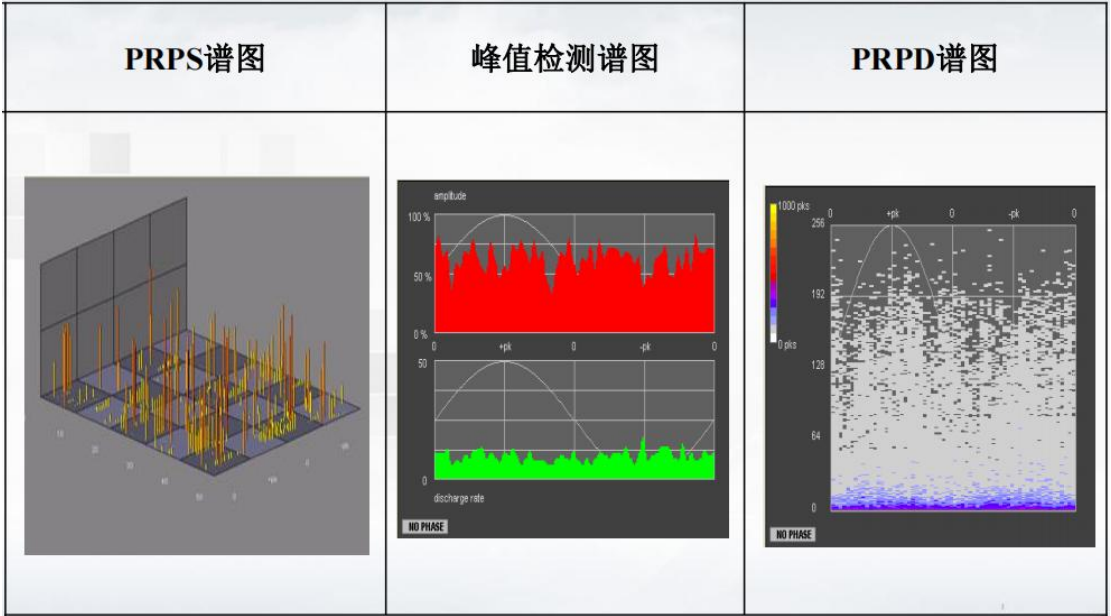 PRPS谱图
峰值检测谱图
PRPD谱图
amplitude
100 %
50 %
0 %
0 +pk 0 -pk 0
50
0
discharge rate
NO PHASE
1000 pks
0 pks
0 +pk 0 -pk 0
256
192
128
64
0
NO PHASE